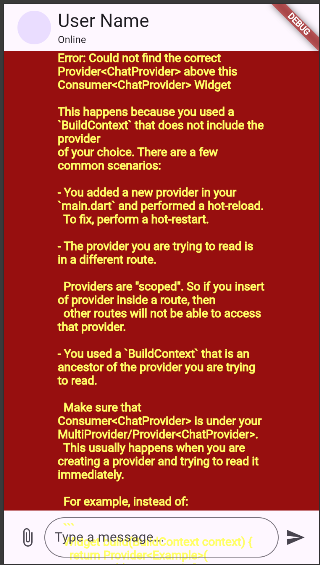 User Name
DEBUG
Online
Error: Could not find the correct
Provider<ChatProvider> above this
Consumer<ChatProvider> Widget
This happens because you used a
`BuildContext` that does not include the
provider
of your choice. There are a few
common scenarios:
- You added a new provider in your
`main.dart` and performed a hot-reload.
To fix, perform a hot-restart.
- The provider you are trying to read is
in a different route.
Providers are "scoped". So if you insert
of provider inside a route, then
other routes will not be able to access
that provider.
- You used a `BuildContext` that is an
ancestor of the provider you are trying
to read.
Make sure that
Consumer<ChatProvider> is under your
MultiProvider/Provider<ChatProvider>.
This usually happens when you are
creating a provider and trying to read it
immediately.
For example, instead of:
Type a message...
return Provider<Example>(